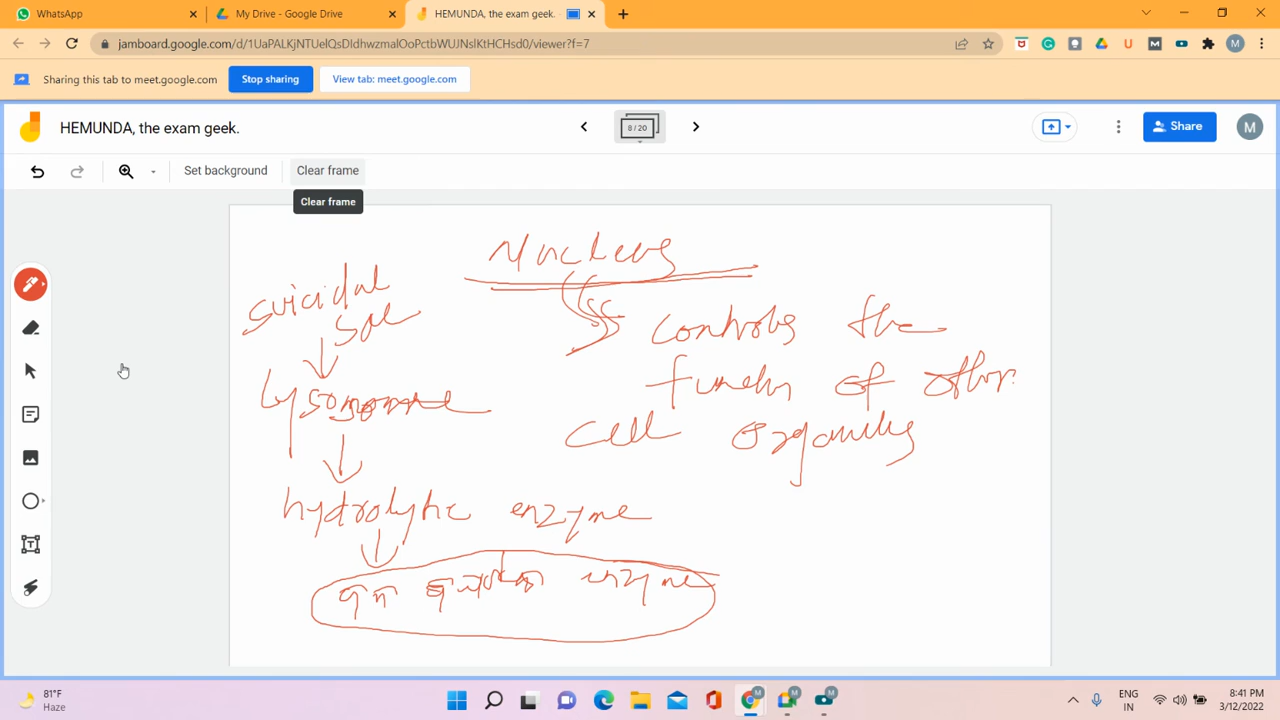 WhatsApp
My Drive - Google Drive
HEMUNDA, the exam geek.
jamboard.google.com/d/1UaPALKjNTUelQsDIdhwzmalOoPctbWUJNsIKtHCHsd0/viewer?f=7
Sharing this tab to meet.google.com
Stop sharing
View tab: meet.google.com
HEMUNDA, the exam geek.
8 / 20
Share
M
Set background
Clear frame
Clear frame
Nucleus
suicidal
sac
controls the
lysosome
of other
cell organelles
hydrolytic enzyme
enzyme
81°F
Haze
ENG
IN
8:41 PM
3/12/2022